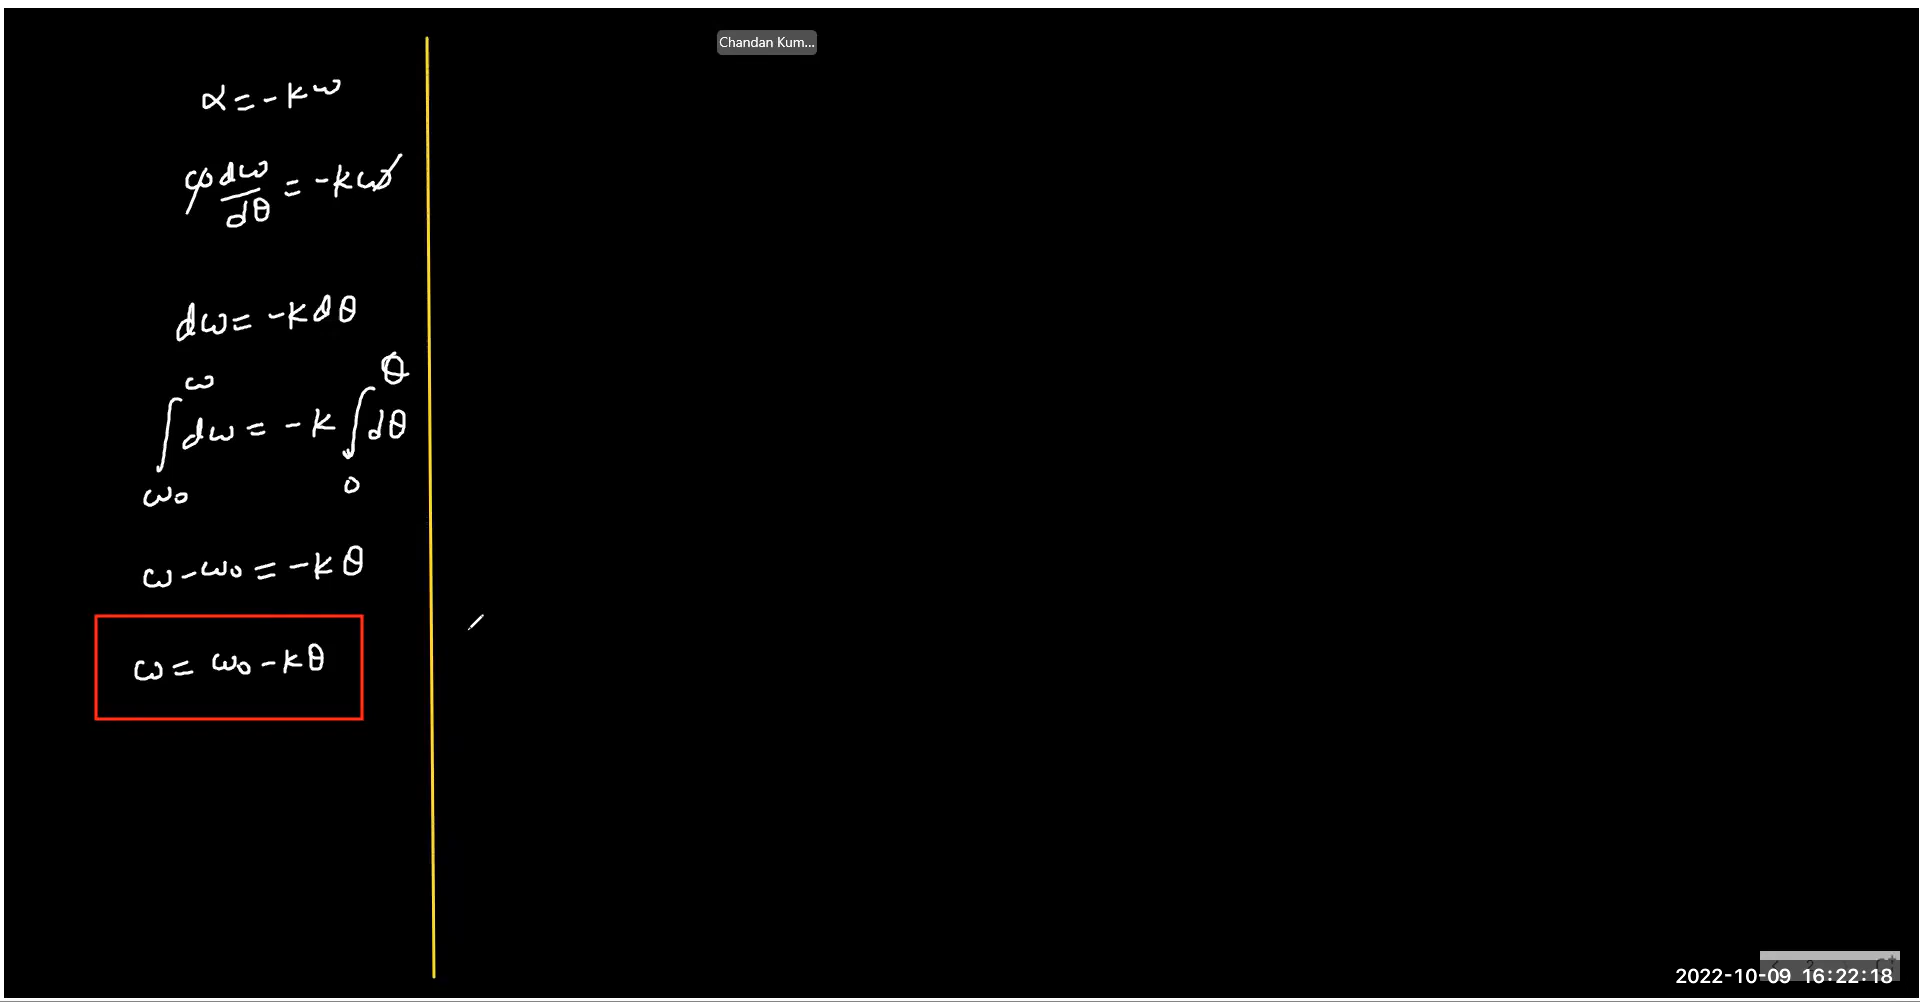 Chandan Kum...
α = -kω
ω dω/dθ = -kω
dω = -k dθ
∫_{ω₀}^{ω} dω = -k ∫_{0}^{θ} dθ
ω - ω₀ = -kθ
ω = ω₀ - kθ
2022-10-09 16:22:18